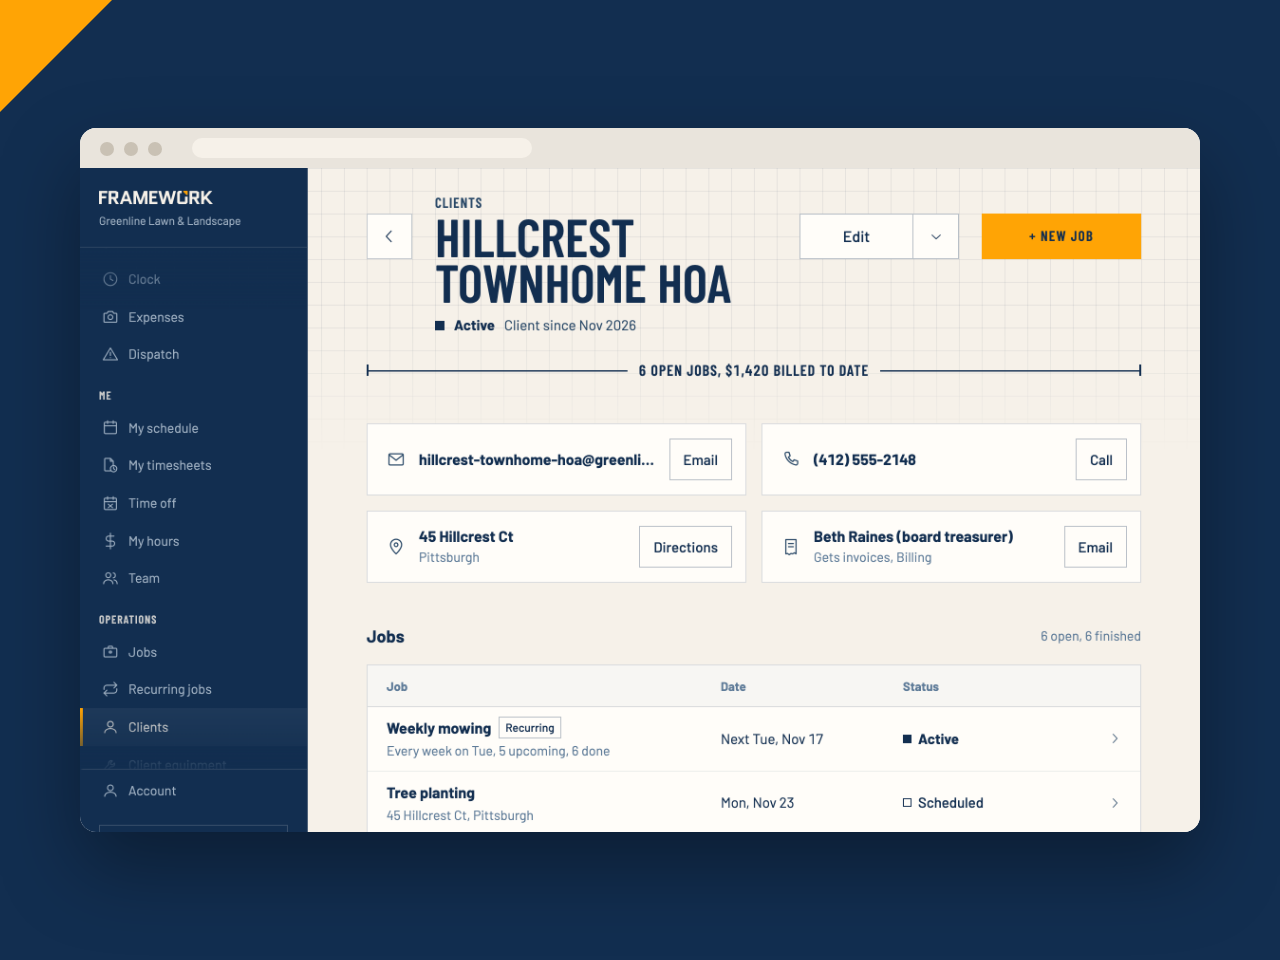 FRAMEWORK
Greenline Lawn & Landscape
Clock
Expenses
Dispatch
ME
My schedule
My timesheets
Time off
My hours
Team
OPERATIONS
Jobs
Recurring jobs
Clients
Client equipment
Account
CLIENTS
HILLCREST
TOWNHOME HOA
Active Client since Nov 2026
Edit
+ NEW JOB
6 OPEN JOBS, $1,420 BILLED TO DATE
hillcrest-townhome-hoa@greenli...
Email
(412) 555-2148
Call
45 Hillcrest Ct
Pittsburgh
Directions
Beth Raines (board treasurer)
Gets invoices, Billing
Email
Jobs
6 open, 6 finished
Job Date Status
Weekly mowing Recurring
Every week on Tue, 5 upcoming, 6 done
Next Tue, Nov 17
Active
Tree planting
45 Hillcrest Ct, Pittsburgh
Mon, Nov 23
Scheduled